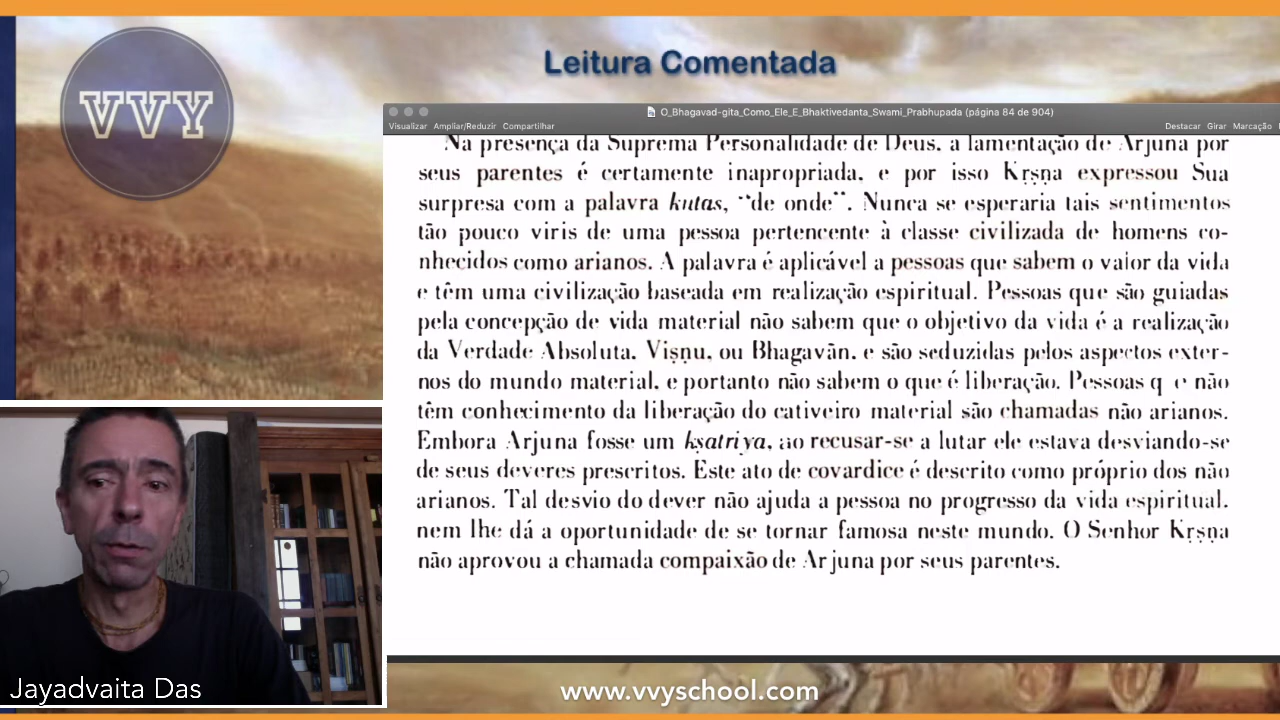 Leitura Comentada
VVY
O_Bhagavad-gita_Como_Ele_E_Bhaktivedanta_Swami_Prabhupada (página 84 de 904)
Visualizar Ampliar/Reduzir Compartilhar Destacar Girar Marcação
Na presença da Suprema Personalidade de Deus, a lamentação de Arjuna por
seus parentes é certamente inapropriada, e por isso Kṛṣṇa expressou Sua
surpresa com a palavra kutas, “de onde”. Nunca se esperaria tais sentimentos
tão pouco viris de uma pessoa pertencente à classe civilizada de homens co-
nhecidos como arianos. A palavra é aplicável a pessoas que sabem o valor da vida
e têm uma civilização baseada em realização espiritual. Pessoas que são guiadas
pela concepção de vida material não sabem que o objetivo da vida é a realização
da Verdade Absoluta, Viṣṇu, ou Bhagavān, e são seduzidas pelos aspectos exter-
nos do mundo material, e portanto não sabem o que é liberação. Pessoas q e não
têm conhecimento da liberação do cativeiro material são chamadas não arianos.
Embora Arjuna fosse um kṣatriya, ao recusar-se a lutar ele estava desviando-se
de seus deveres prescritos. Este ato de covardice é descrito como próprio dos não
arianos. Tal desvio do dever não ajuda a pessoa no progresso da vida espiritual,
nem lhe dá a oportunidade de se tornar famosa neste mundo. O Senhor Kṛṣṇa
não aprovou a chamada compaixão de Arjuna por seus parentes.
Jayadvaita Das
www.vvyschool.com